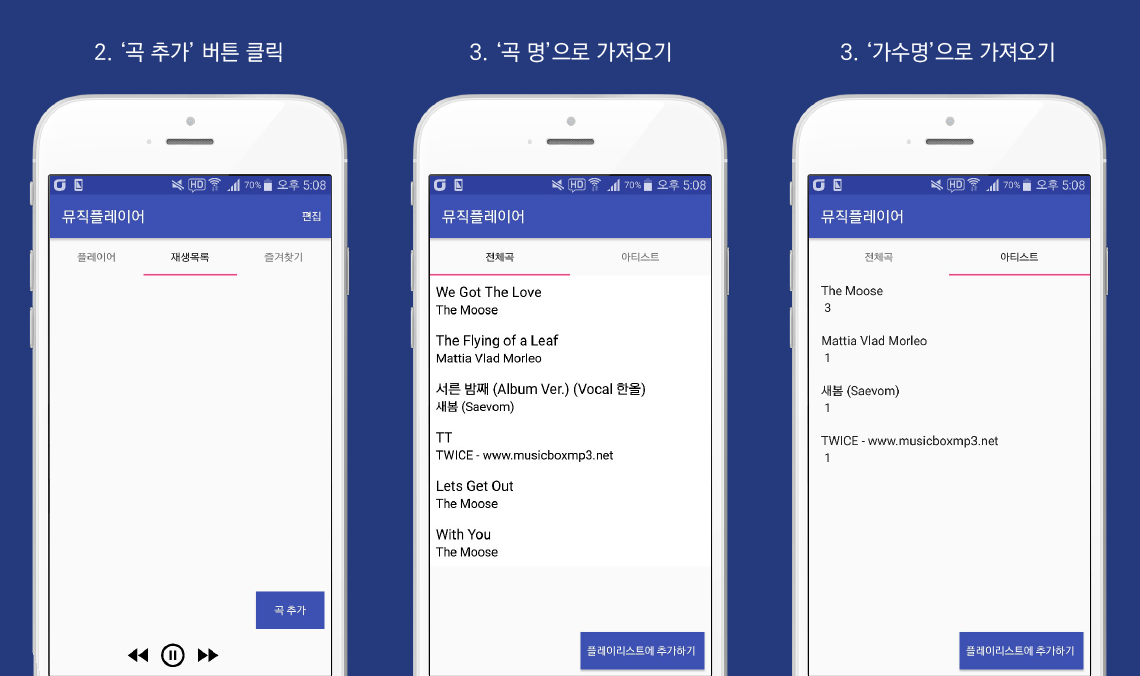 2. ‘곡 추가’ 버튼 클릭
HD 70% 오후 5:08
뮤직플레이어 편집
플레이어 재생목록 즐겨찾기
곡 추가
3. ‘곡 명’으로 가져오기
HD 70% 오후 5:08
뮤직플레이어
전체곡 아티스트
We Got The Love
The Moose
The Flying of a Leaf
Mattia Vlad Morleo
서른 밤째 (Album Ver.) (Vocal 한올)
새봄 (Saevom)
TT
TWICE - www.musicboxmp3.net
Lets Get Out
The Moose
With You
The Moose
플레이리스트에 추가하기
3. ‘가수명’으로 가져오기
HD 70% 오후 5:08
뮤직플레이어
전체곡 아티스트
The Moose
3
Mattia Vlad Morleo
1
새봄 (Saevom)
1
TWICE - www.musicboxmp3.net
1
플레이리스트에 추가하기